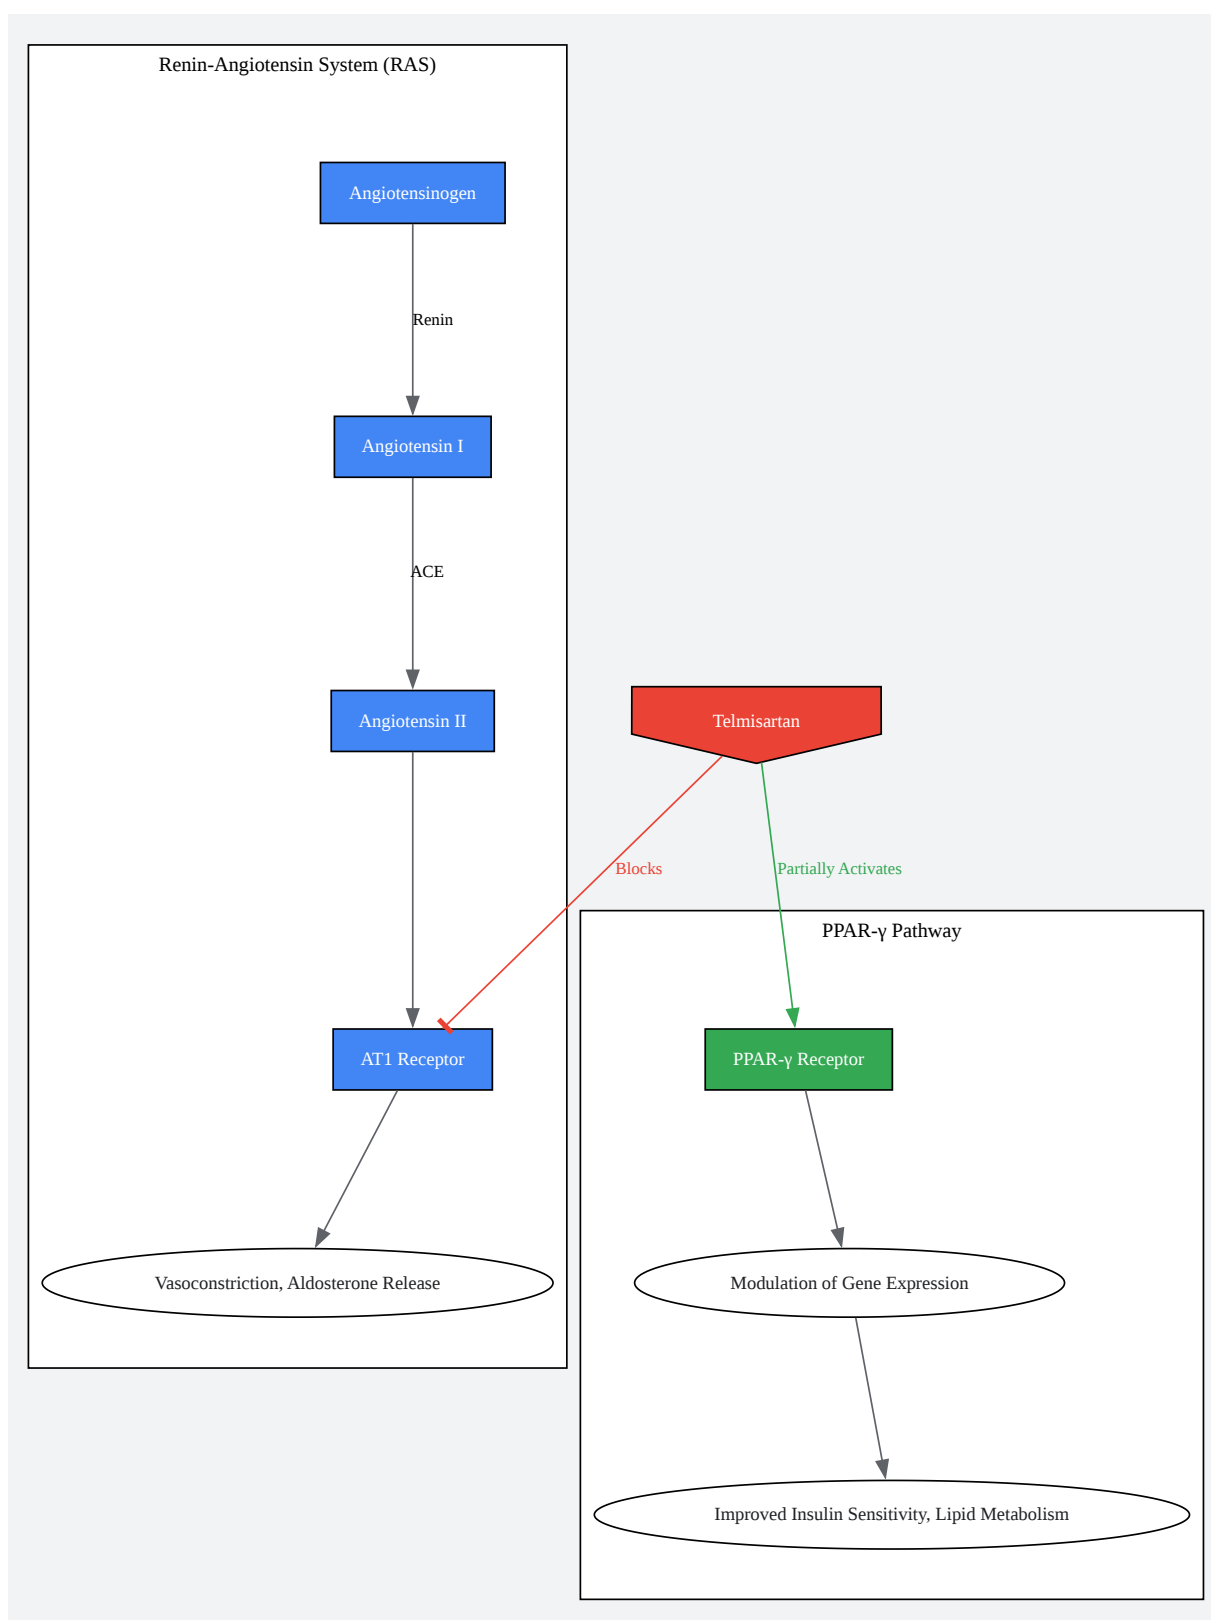 Renin-Angiotensin System (RAS)
Angiotensinogen
Renin
Angiotensin I
ACE
Angiotensin II
Telmisartan
Blocks
Partially Activates
PPAR-γ Pathway
AT1 Receptor
PPAR-γ Receptor
Vasoconstriction, Aldosterone Release
Modulation of Gene Expression
Improved Insulin Sensitivity, Lipid Metabolism